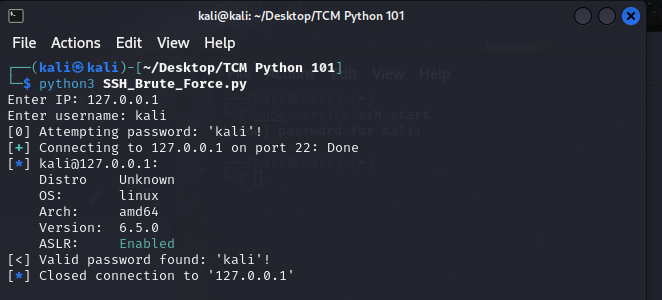 kali@kali: ~/Desktop/TCM Python 101
File Actions Edit View Help
┌──(kali㉿kali)-[~/Desktop/TCM Python 101]
└─$ python3 SSH_Brute_Force.py
Enter IP: 127.0.0.1
Enter username: kali
[0] Attempting password: 'kali'!
[+] Connecting to 127.0.0.1 on port 22: Done
[*] kali@127.0.0.1:
    Distro    Unknown
    OS:       linux
    Arch:     amd64
    Version:  6.5.0
    ASLR:     Enabled
[<] Valid password found: 'kali'!
[*] Closed connection to '127.0.0.1'